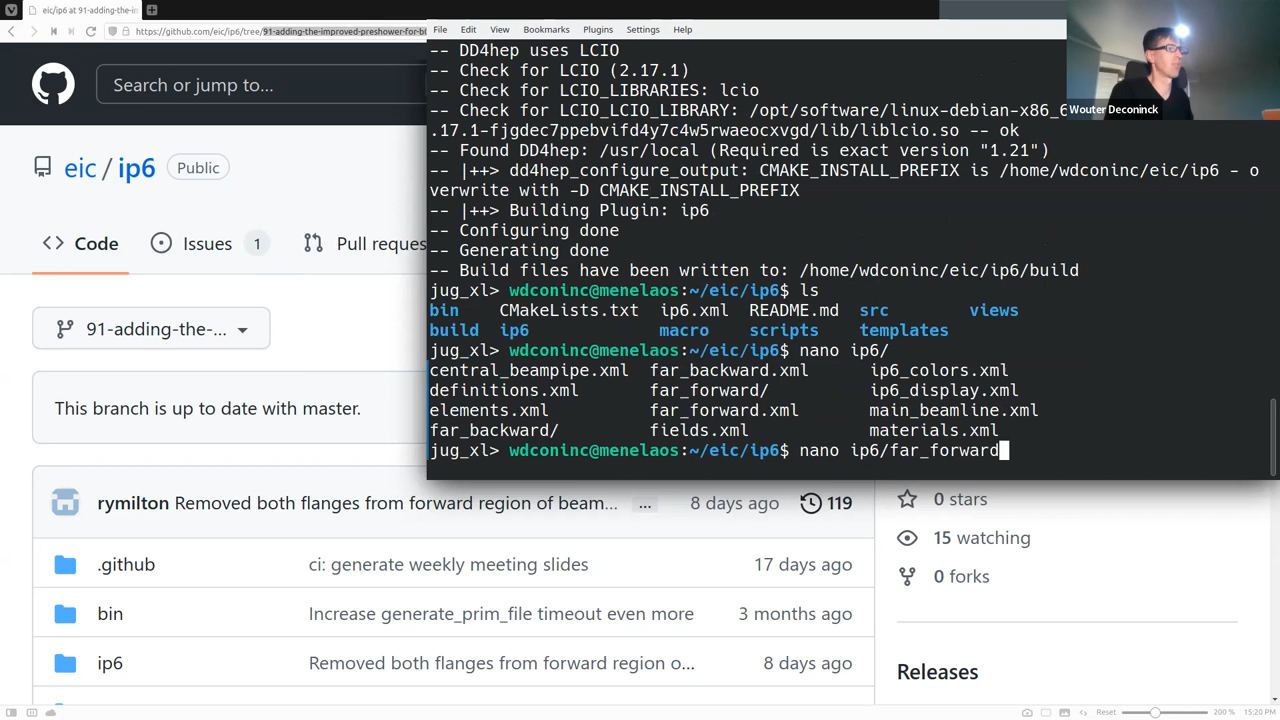 eic/ip6 at 91-adding-the-im
https://github.com/eic/ip6/tree/91-adding-the-improved-preshower-for-b
Search or jump to...
eic / ip6
Public
Code
Issues
1
Pull reques
91-adding-the-...
This branch is up to date with master.
rymilton
Removed both flanges from forward region of beam...
...
8 days ago
119
.github
ci: generate weekly meeting slides
17 days ago
bin
Increase generate_prim_file timeout even more
3 months ago
ip6
Removed both flanges from forward region o...
8 days ago
0 stars
15 watching
0 forks
Releases
File Edit View Bookmarks Plugins Settings Help
-- DD4hep uses LCIO
-- Check for LCIO (2.17.1)
-- Check for LCIO_LIBRARIES: lcio
-- Check for LCIO_LCIO_LIBRARY: /opt/software/linux-debian-x86_6
.17.1-fjgdec7ppebvifd4y7c4w5rwaeocxvgd/lib/liblcio.so -- ok
-- Found DD4hep: /usr/local (Required is exact version "1.21")
-- |++> dd4hep_configure_output: CMAKE_INSTALL_PREFIX is /home/wdconinc/eic/ip6 - o
verwrite with -D CMAKE_INSTALL_PREFIX
-- |++> Building Plugin: ip6
-- Configuring done
-- Generating done
-- Build files have been written to: /home/wdconinc/eic/ip6/build
jug_xl> wdconinc@menelaos:~/eic/ip6$ ls
bin CMakeLists.txt ip6.xml README.md src views
build ip6 macro scripts templates
jug_xl> wdconinc@menelaos:~/eic/ip6$ nano ip6/
central_beampipe.xml far_backward.xml ip6_colors.xml
definitions.xml far_forward/ ip6_display.xml
elements.xml far_forward.xml main_beamline.xml
far_backward/ fields.xml materials.xml
jug_xl> wdconinc@menelaos:~/eic/ip6$ nano ip6/far_forward
Wouter Deconinck
Reset
200 %
15:20 PM